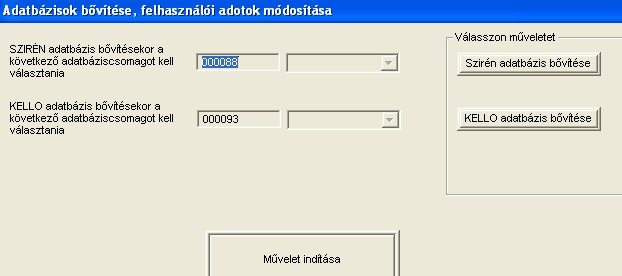 Adatbázisok bővítése, felhasználói adotok módosítása
SZIRÉN adatbázis bővítésekor a
következő adatbáziscsomagot kell
választania
000088
KELLO adatbázis bővítésekor a
következő adatbáziscsomagot kell
választania
000093
Válasszon műveletet
Szirén adatbázis bővítése
KELLO adatbázis bővítése
Művelet indítása